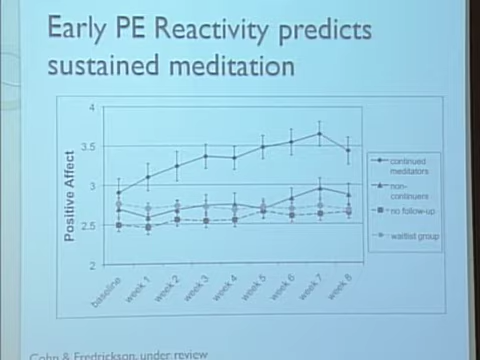 Early PE Reactivity predicts
sustained meditation
4
3.5
3
2.5
2
Positive Affect
baseline
week 1
week 2
week 3
week 4
week 5
week 6
week 7
week 8
continued
meditators
non-
continuers
no follow-up
waitlist group
Cohn & Fredrickson, under review